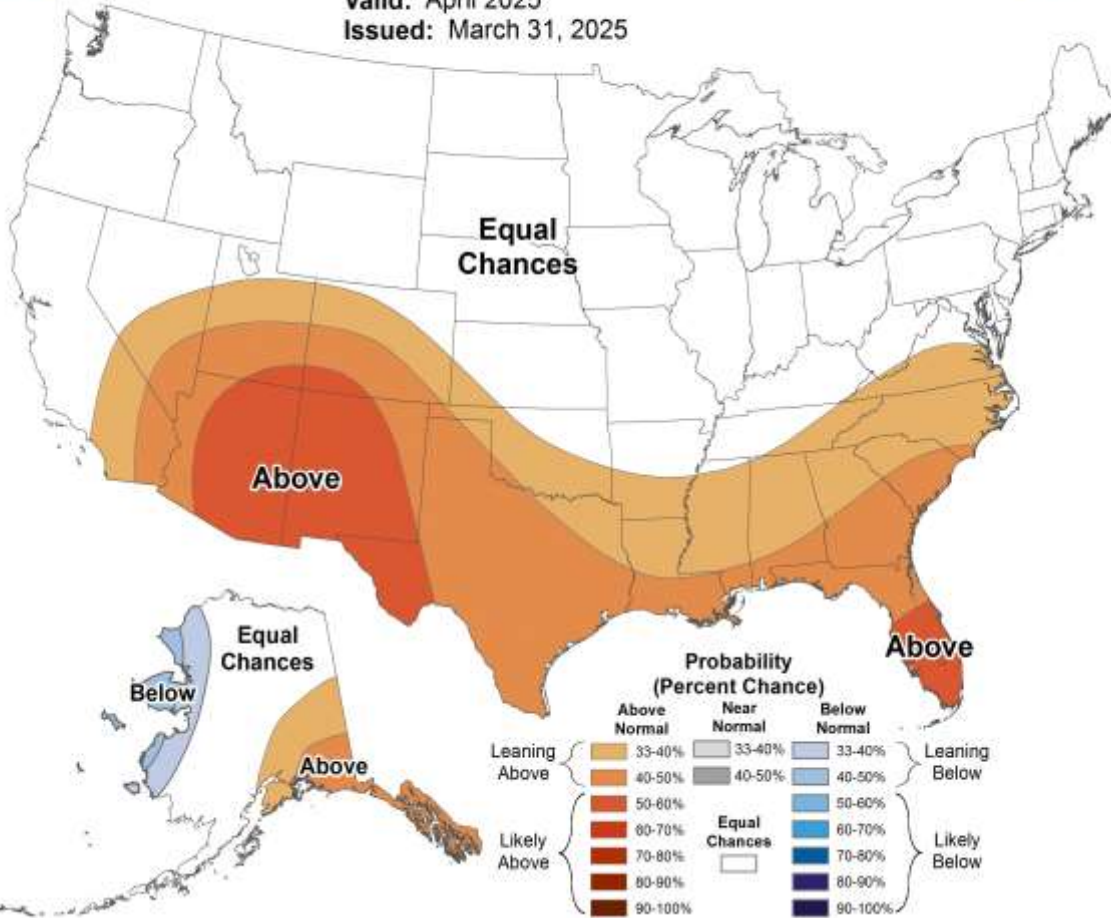 Valid: April 2025
Issued: March 31, 2025
Equal
Chances
Above
Equal
Chances
Below
Above
Above
Probability
(Percent Chance)
Above
Normal
Near
Normal
Below
Normal
Leaning
Above
33-40%
33-40%
33-40%
Leaning
Below
40-50%
40-50%
40-50%
Likely
Above
50-60%
60-70%
70-80%
80-90%
90-100%
Equal
Chances
50-60%
60-70%
70-80%
80-90%
90-100%
Likely
Below